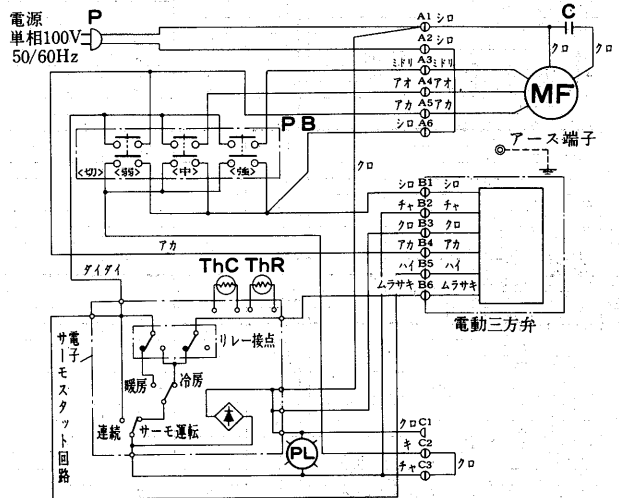 電源
単相100V
50/60Hz
P
A1 シロ
A2 シロ
ミドリ A3 ミドリ
アオ A4 アオ
アカ A5 アカ
シロ A6
C
クロ
クロ
MF
アース端子
PB
<切> <弱> <中> <強>
クロ
シロ B1 シロ
チャ B2 チャ
クロ B3 クロ
アカ B4 アカ
ハイ B5 ハイ
ムラサキ B6 ムラサキ
電動三方弁
アカ
ダイダイ
ThC ThR
リレー接点
電子
サーモスタット回路
暖房
冷房
連続
サーモ運転
PL
クロ C1
キ C2
チャ C3
クロ